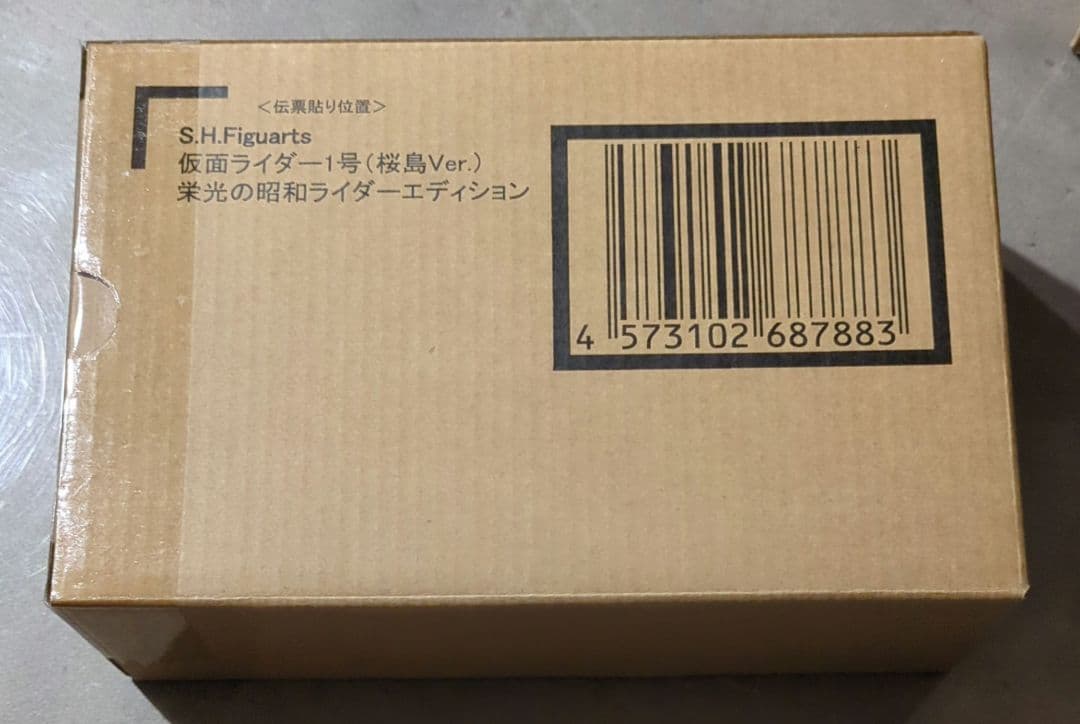 ＜伝票貼り位置＞
S.H.Figuarts
仮面ライダー1号(桜島Ver.)
栄光の昭和ライダーエディション
4 573102 687883